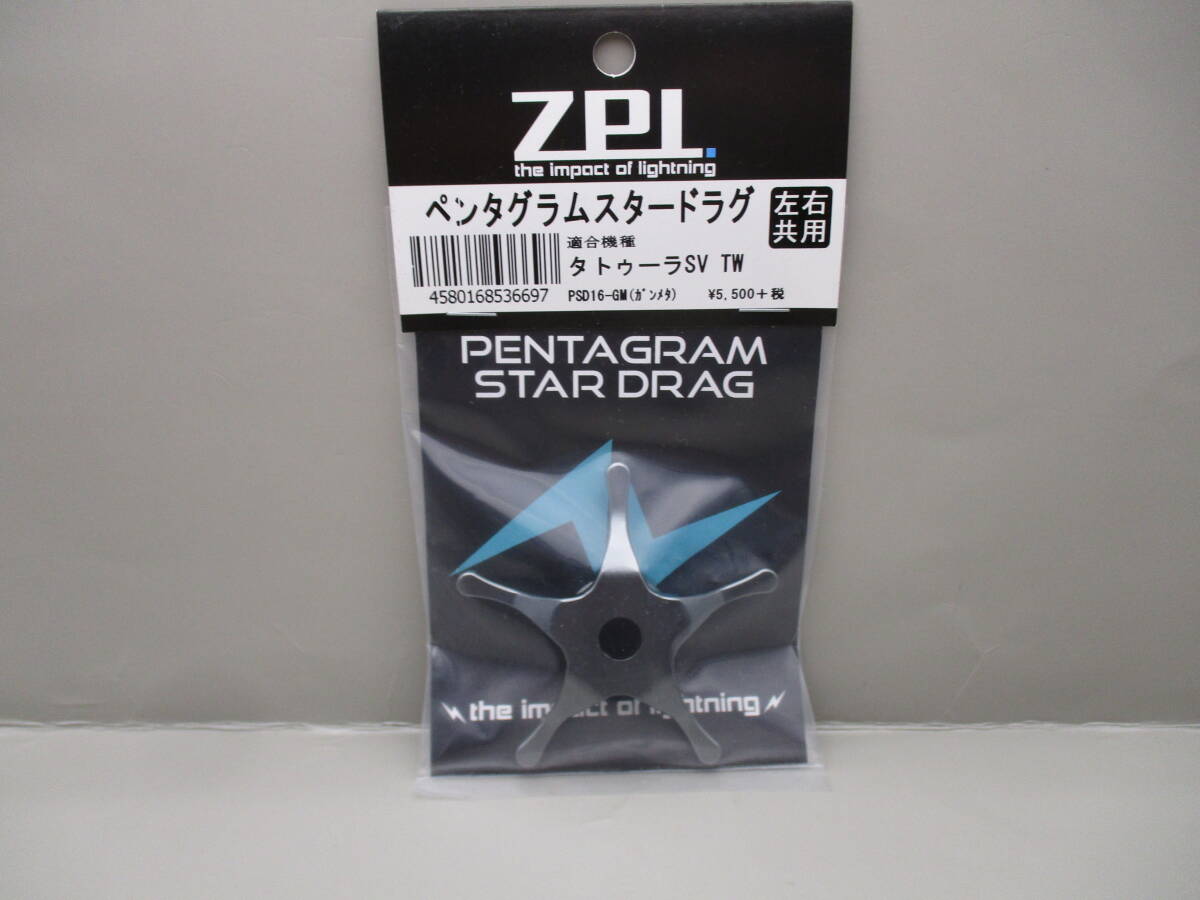 ZPI.
the impact of lightning
ペンタグラムスタードラグ
左右
共用
適合機種
タトゥーラSV TW
4580168536697
PSD16-GM(ｶﾞﾝﾒﾀ) ¥5,500+税
PENTAGRAM
STAR DRAG
the impact of lightning